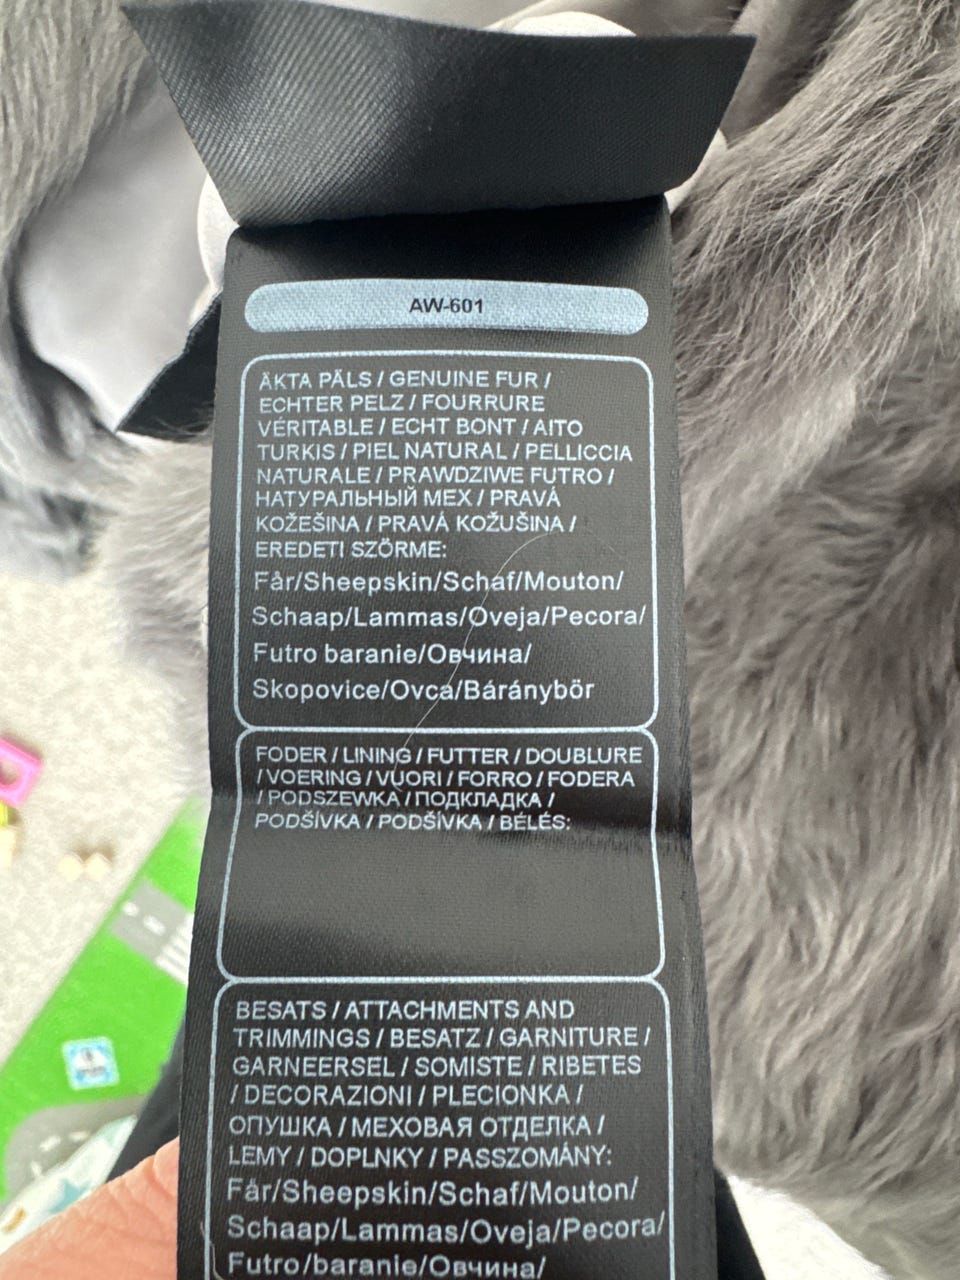 AW-601
ÄKTA PÄLS / GENUINE FUR /
ECHTER PELZ / FOURRURE
VÉRITABLE / ECHT BONT / AITO
TURKIS / PIEL NATURAL / PELLICCIA
NATURALE / PRAWDZIWE FUTRO /
НАТУРАЛЬНЫЙ МЕХ / PRAVÁ
KOŽEŠINA / PRAVÁ KOŽUŠINA /
EREDETI SZÖRME:
Får/Sheepskin/Schaf/Mouton/
Schaap/Lammas/Oveja/Pecora/
Futro baranie/Овчина/
Skopovice/Ovca/Báránybör
FODER / LINING / FUTTER / DOUBLURE
/ VOERING / VUORI / FORRO / FODERA
/ PODSZEWKA / ПОДКЛАДКА /
PODŠÍVKA / PODŠÍVKA / BÉLÉS:
BESATS / ATTACHMENTS AND
TRIMMINGS / BESATZ / GARNITURE /
GARNEERSEL / SOMISTE / RIBETES
/ DECORAZIONI / PLECIONKA /
ОПУШКА / МЕХОВАЯ ОТДЕЛКА /
LEMY / DOPLNKY / PASSZOMÁNY:
Får/Sheepskin/Schaf/Mouton/
Schaap/Lammas/Oveja/Pecora/
Futro/baranie/Овчина/